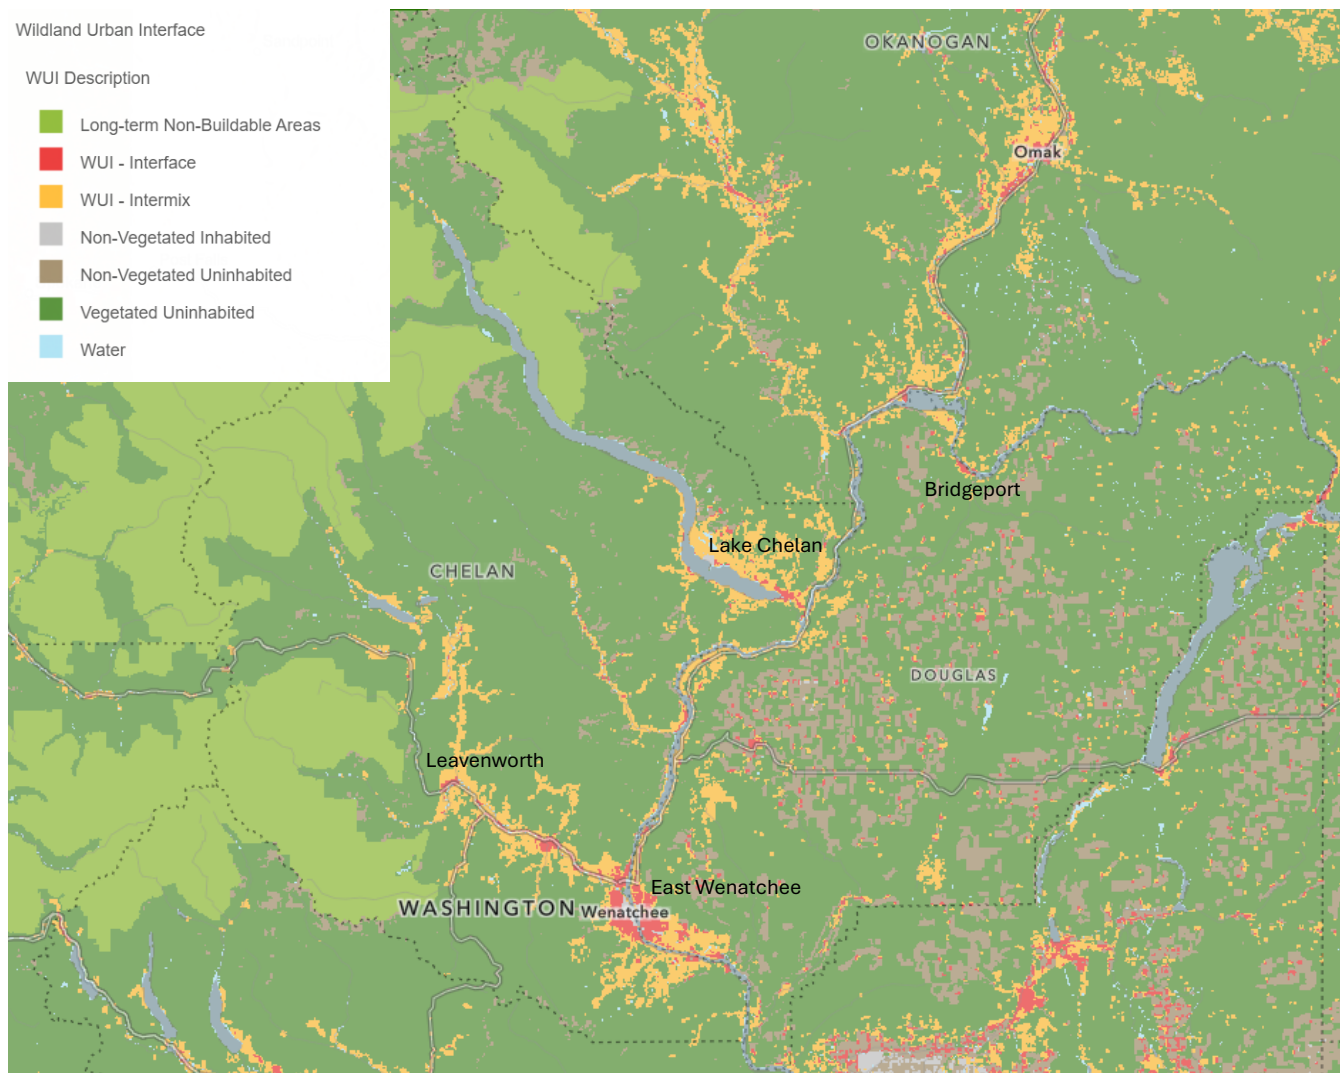 Wildland Urban Interface
WUI Description
Long-term Non-Buildable Areas
WUI - Interface
WUI - Intermix
Non-Vegetated Inhabited
Non-Vegetated Uninhabited
Vegetated Uninhabited
Water
OKANOGAN
Omak
Bridgeport
Lake Chelan
CHELAN
DOUGLAS
Leavenworth
East Wenatchee
WASHINGTON
Wenatchee